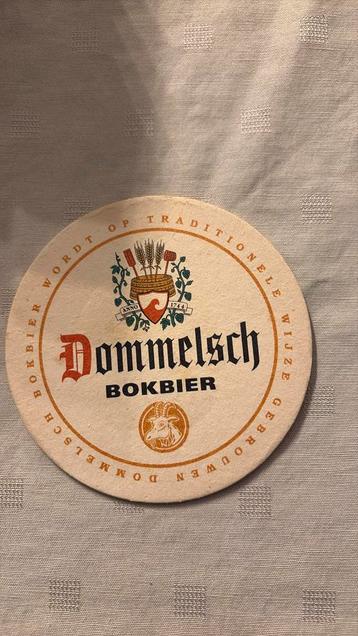 DOMMELSCH BOKBIER WORDT OP TRADITIONELE WIJZE GEBROUWEN
ANNO 1744
Dommelsch
BOKBIER